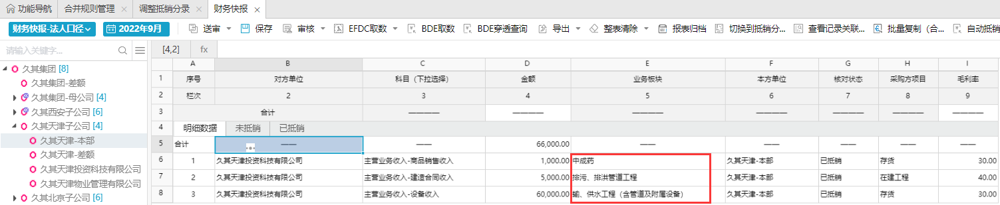 功能导航 合并规则管理 调整抵销分录 财务快报
财务快报-法人口径 2022年9月 送审 保存 审核 EFDC取数 BDE取数 BDE穿透查询 导出 整表清除 报表归档 切换到抵销分... 查看记录关联... 批量复制（合... 自动抵销
请输入关键字... [4,2] fx
久其集团 [8]
久其集团-差额
久其集团-母公司 [4]
久其西安子公司 [6]
久其天津子公司 [4]
久其天津-本部
久其天津-差额
久其天津投资科技有限公司
久其天津物业管理有限公司
久其北京子公司 [6]
A B C D E F G H I
1 序号 对方单位 科目（下拉选择） 金额 业务板块 本方单位 核对状态 采购方项目 毛利率
2 栏次 2 3 4 5 6 7 8 9
3 合计 ———— ———— ———— ———— ———— ———— ————
4 明细数据 未抵销 已抵销
5 合计 —— —— 66,000.00 —— —— —— —— ——
6 1 久其天津投资科技有限公司 主营业务收入-商品销售收入 1,000.00 中成药 久其天津-本部 已抵销 存货 30.00
7 2 久其天津投资科技有限公司 主营业务收入-建造合同收入 5,000.00 排污、排洪管道工程 久其天津-本部 已抵销 在建工程 40.00
8 3 久其天津投资科技有限公司 主营业务收入-设备收入 60,000.00 输、供水工程（含管道及附属设备） 久其天津-本部 已抵销 存货 30.00